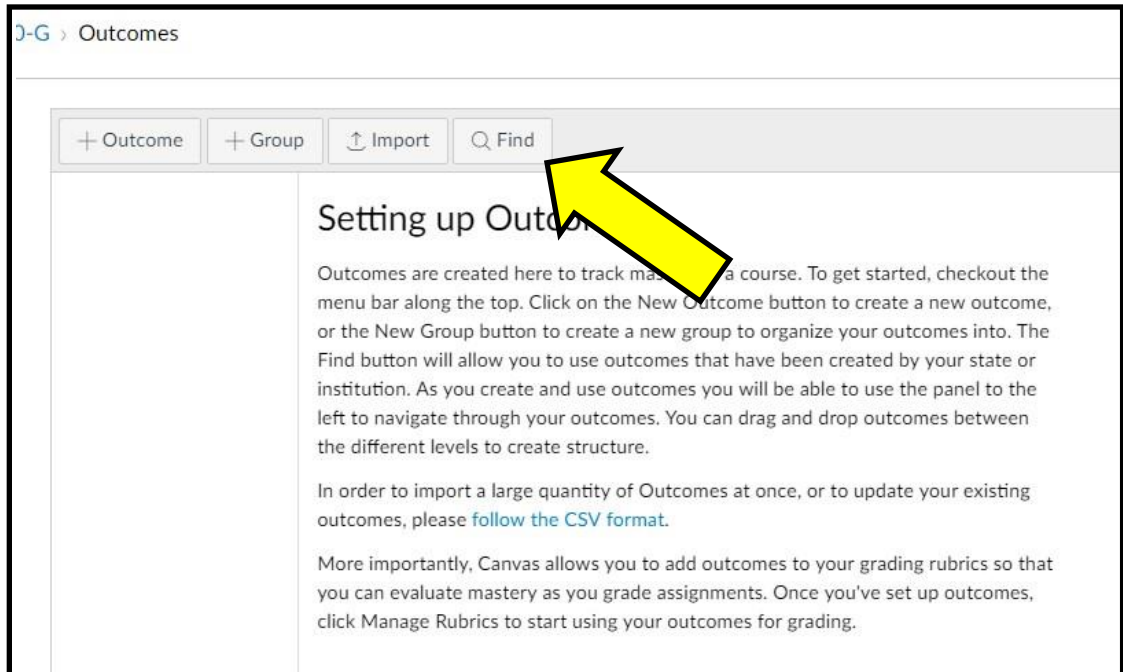 0-G › Outcomes
+ Outcome + Group Import Find
Setting up Out
Outcomes are created here to track a course. To get started, checkout the
menu bar along the top. Click on the New Outcome button to create a new outcome,
or the New Group button to create a new group to organize your outcomes into. The
Find button will allow you to use outcomes that have been created by your state or
institution. As you create and use outcomes you will be able to use the panel to the
left to navigate through your outcomes. You can drag and drop outcomes between
the different levels to create structure.
In order to import a large quantity of Outcomes at once, or to update your existing
outcomes, please follow the CSV format.
More importantly, Canvas allows you to add outcomes to your grading rubrics so that
you can evaluate mastery as you grade assignments. Once you've set up outcomes,
click Manage Rubrics to start using your outcomes for grading.